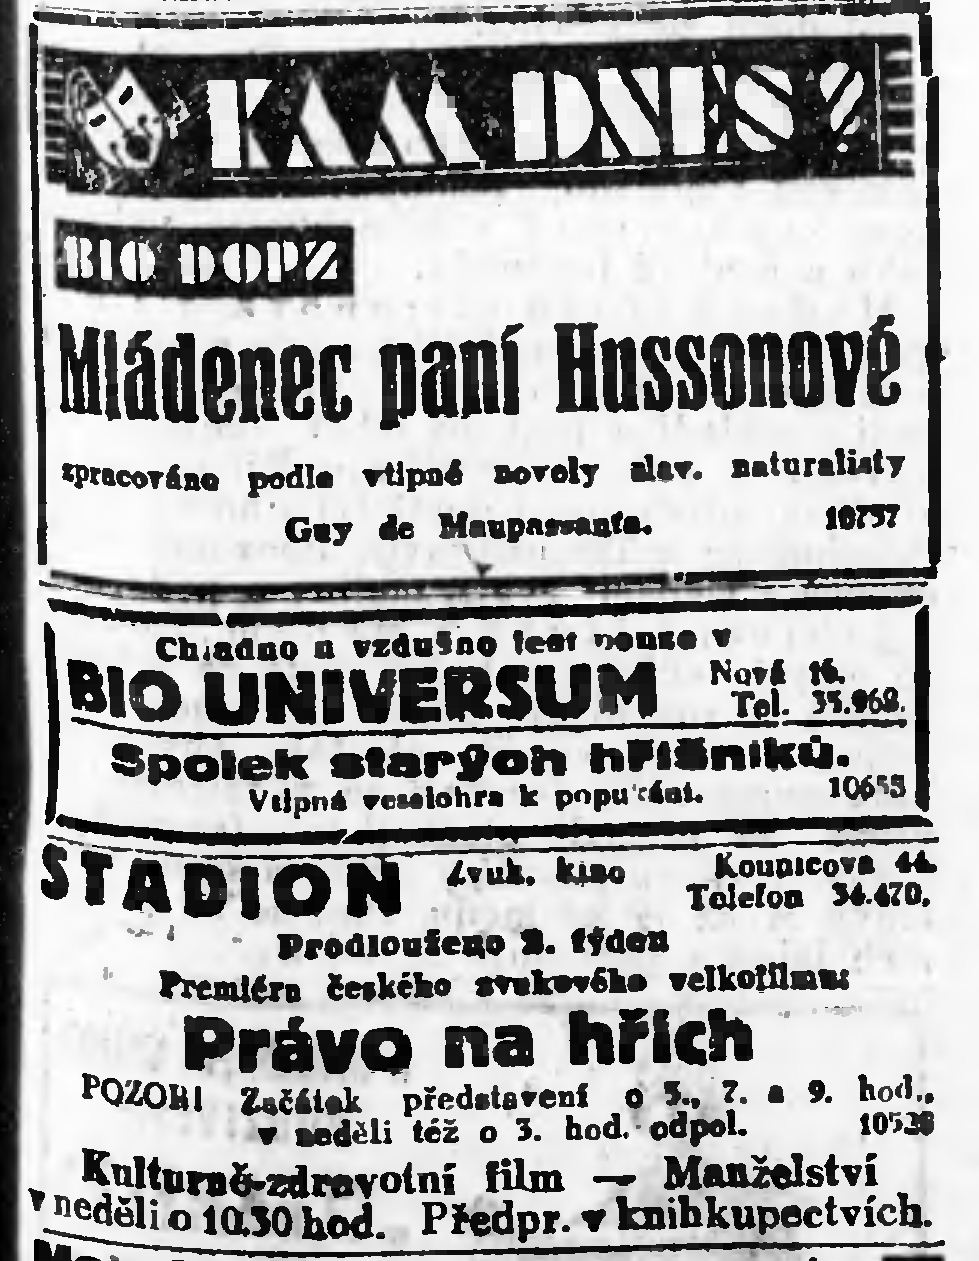 KAM DNES?
BIO DOPZ
Mládenec paní Hussonové
zpracováno podle vtipné novely slav. naturalisty
Guy de Maupassanta. 10757
Chladno a vzdušno jest pouze v
BIO UNIVERSUM Nová 16.
Tel. 35.968.
Spolek starých hříšníků.
Vtipná veselohra k popukání. 10655
STADION Zvuk. kino Kounicova 44.
Telefon 34.470.
Prodlouženo 2. týden
Premiéra českého zvukového velkofilmu:
Právo na hřích
POZOR! Začátek představení o 5., 7. a 9. hod.,
v neděli též o 3. hod. odpol. 10528
Kulturně-zdravotní film — Manželství
v neděli o 10.30 hod. Předpr. v knihkupectvích.